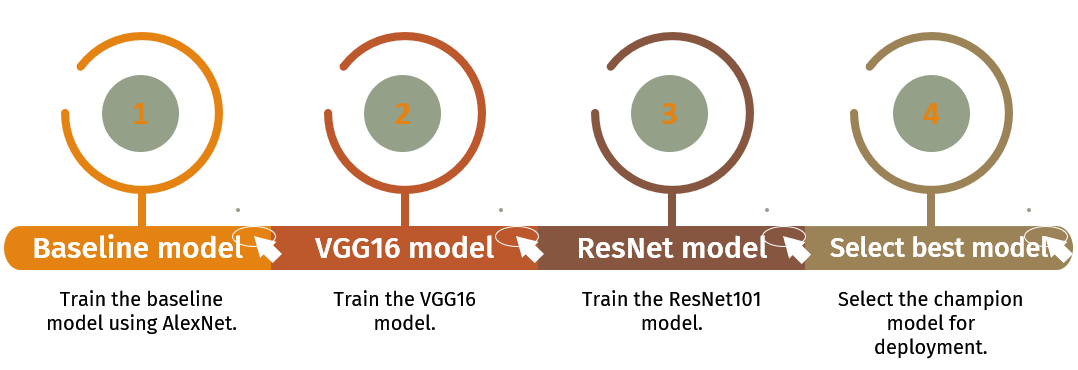 1
Baseline model
Train the baseline
model using AlexNet.
2
VGG16 model
Train the VGG16
model.
3
ResNet model
Train the ResNet101
model.
4
Select best model
Select the champion
model for
deployment.